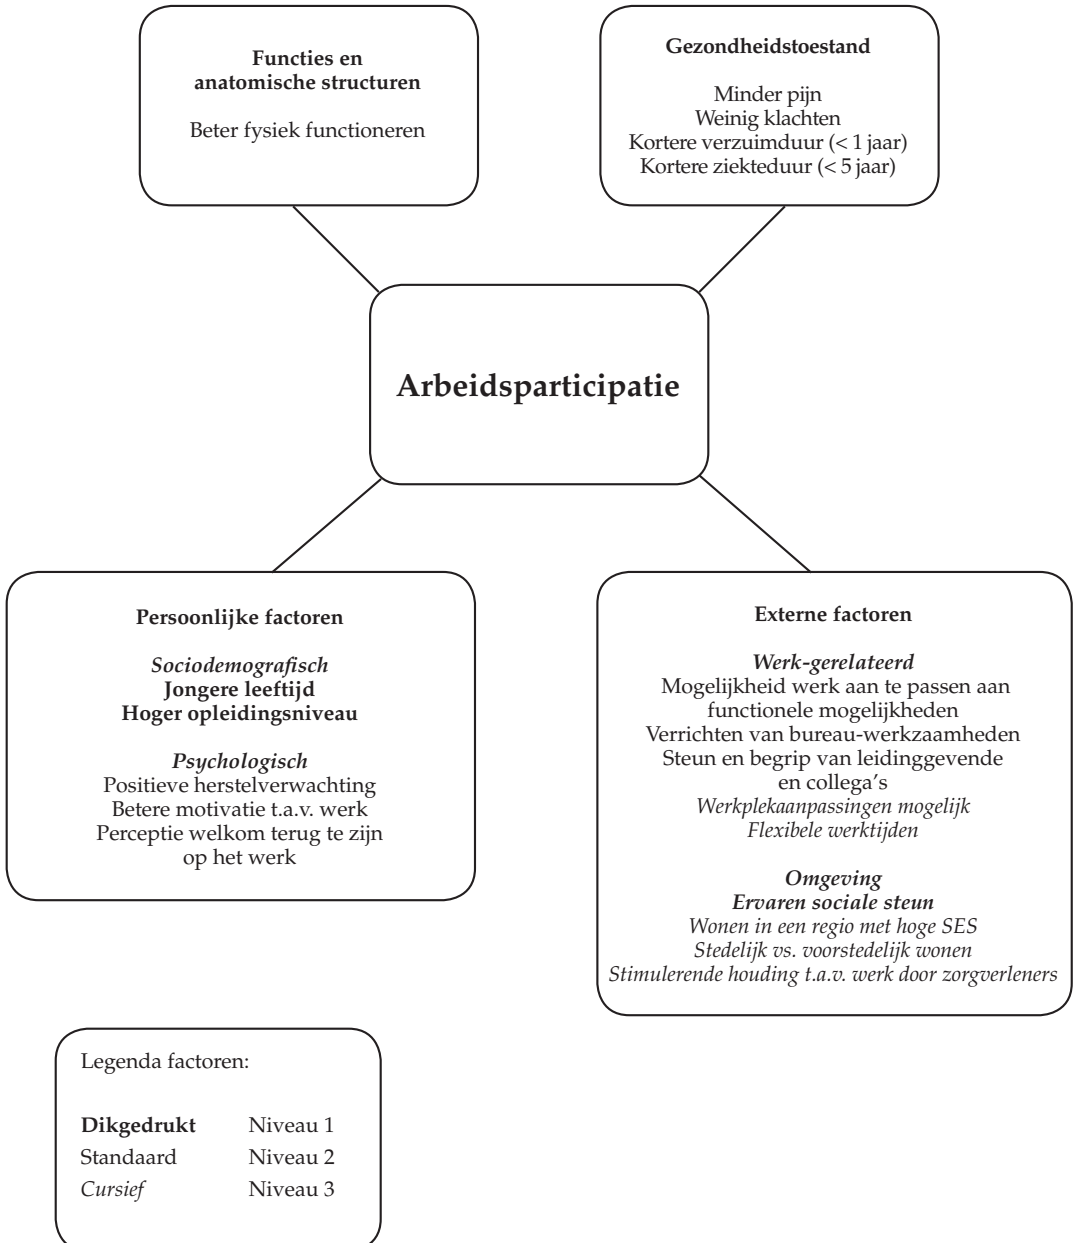 Functies en
anatomische structuren
Beter fysiek functioneren
Gezondheidstoestand
Minder pijn
Weinig klachten
Kortere verzuimduur (< 1 jaar)
Kortere ziekteduur (< 5 jaar)
Arbeidsparticipatie
Persoonlijke factoren
Sociodemografisch
Jongere leeftijd
Hoger opleidingsniveau
Psychologisch
Positieve herstelverwachting
Betere motivatie t.a.v. werk
Perceptie welkom terug te zijn
op het werk
Externe factoren
Werk-gerelateerd
Mogelijkheid werk aan te passen aan
functionele mogelijkheden
Verrichten van bureau-werkzaamheden
Steun en begrip van leidinggevende
en collega's
Werkplekaanpassingen mogelijk
Flexibele werktijden
Omgeving
Ervaren sociale steun
Wonen in een regio met hoge SES
Stedelijk vs. voorstedelijk wonen
Stimulerende houding t.a.v. werk door zorgverleners
Legenda factoren:
Dikgedrukt Niveau 1
Standaard Niveau 2
Cursief Niveau 3